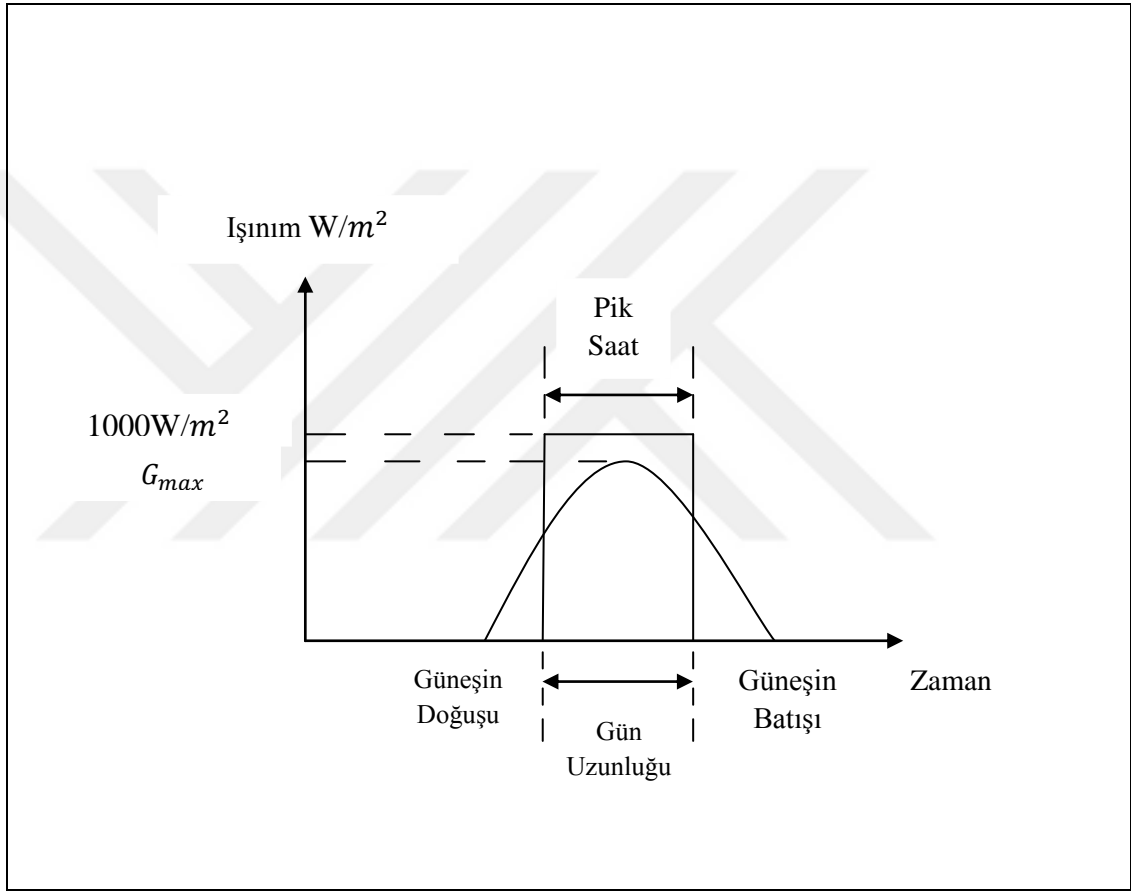 Işınım W/m²
Pik
Saat
1000W/m²
G_max
Güneşin
Doğuşu
Gün
Uzunluğu
Güneşin
Batışı
Zaman